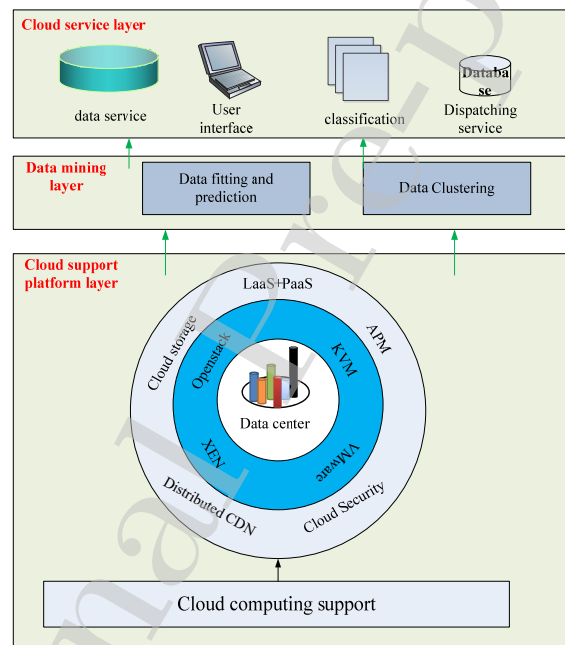 Cloud service layer
data service
User
interface
classification
Databa
se
Dispatching
service
Data mining
layer
Data fitting and
prediction
Data Clustering
Cloud support
platform layer
LaaS+PaaS
Cloud storage
APM
Openstack
KVM
Data center
XEN
VMware
Distributed CDN
Cloud Security
Cloud computing support
nal Pre-p